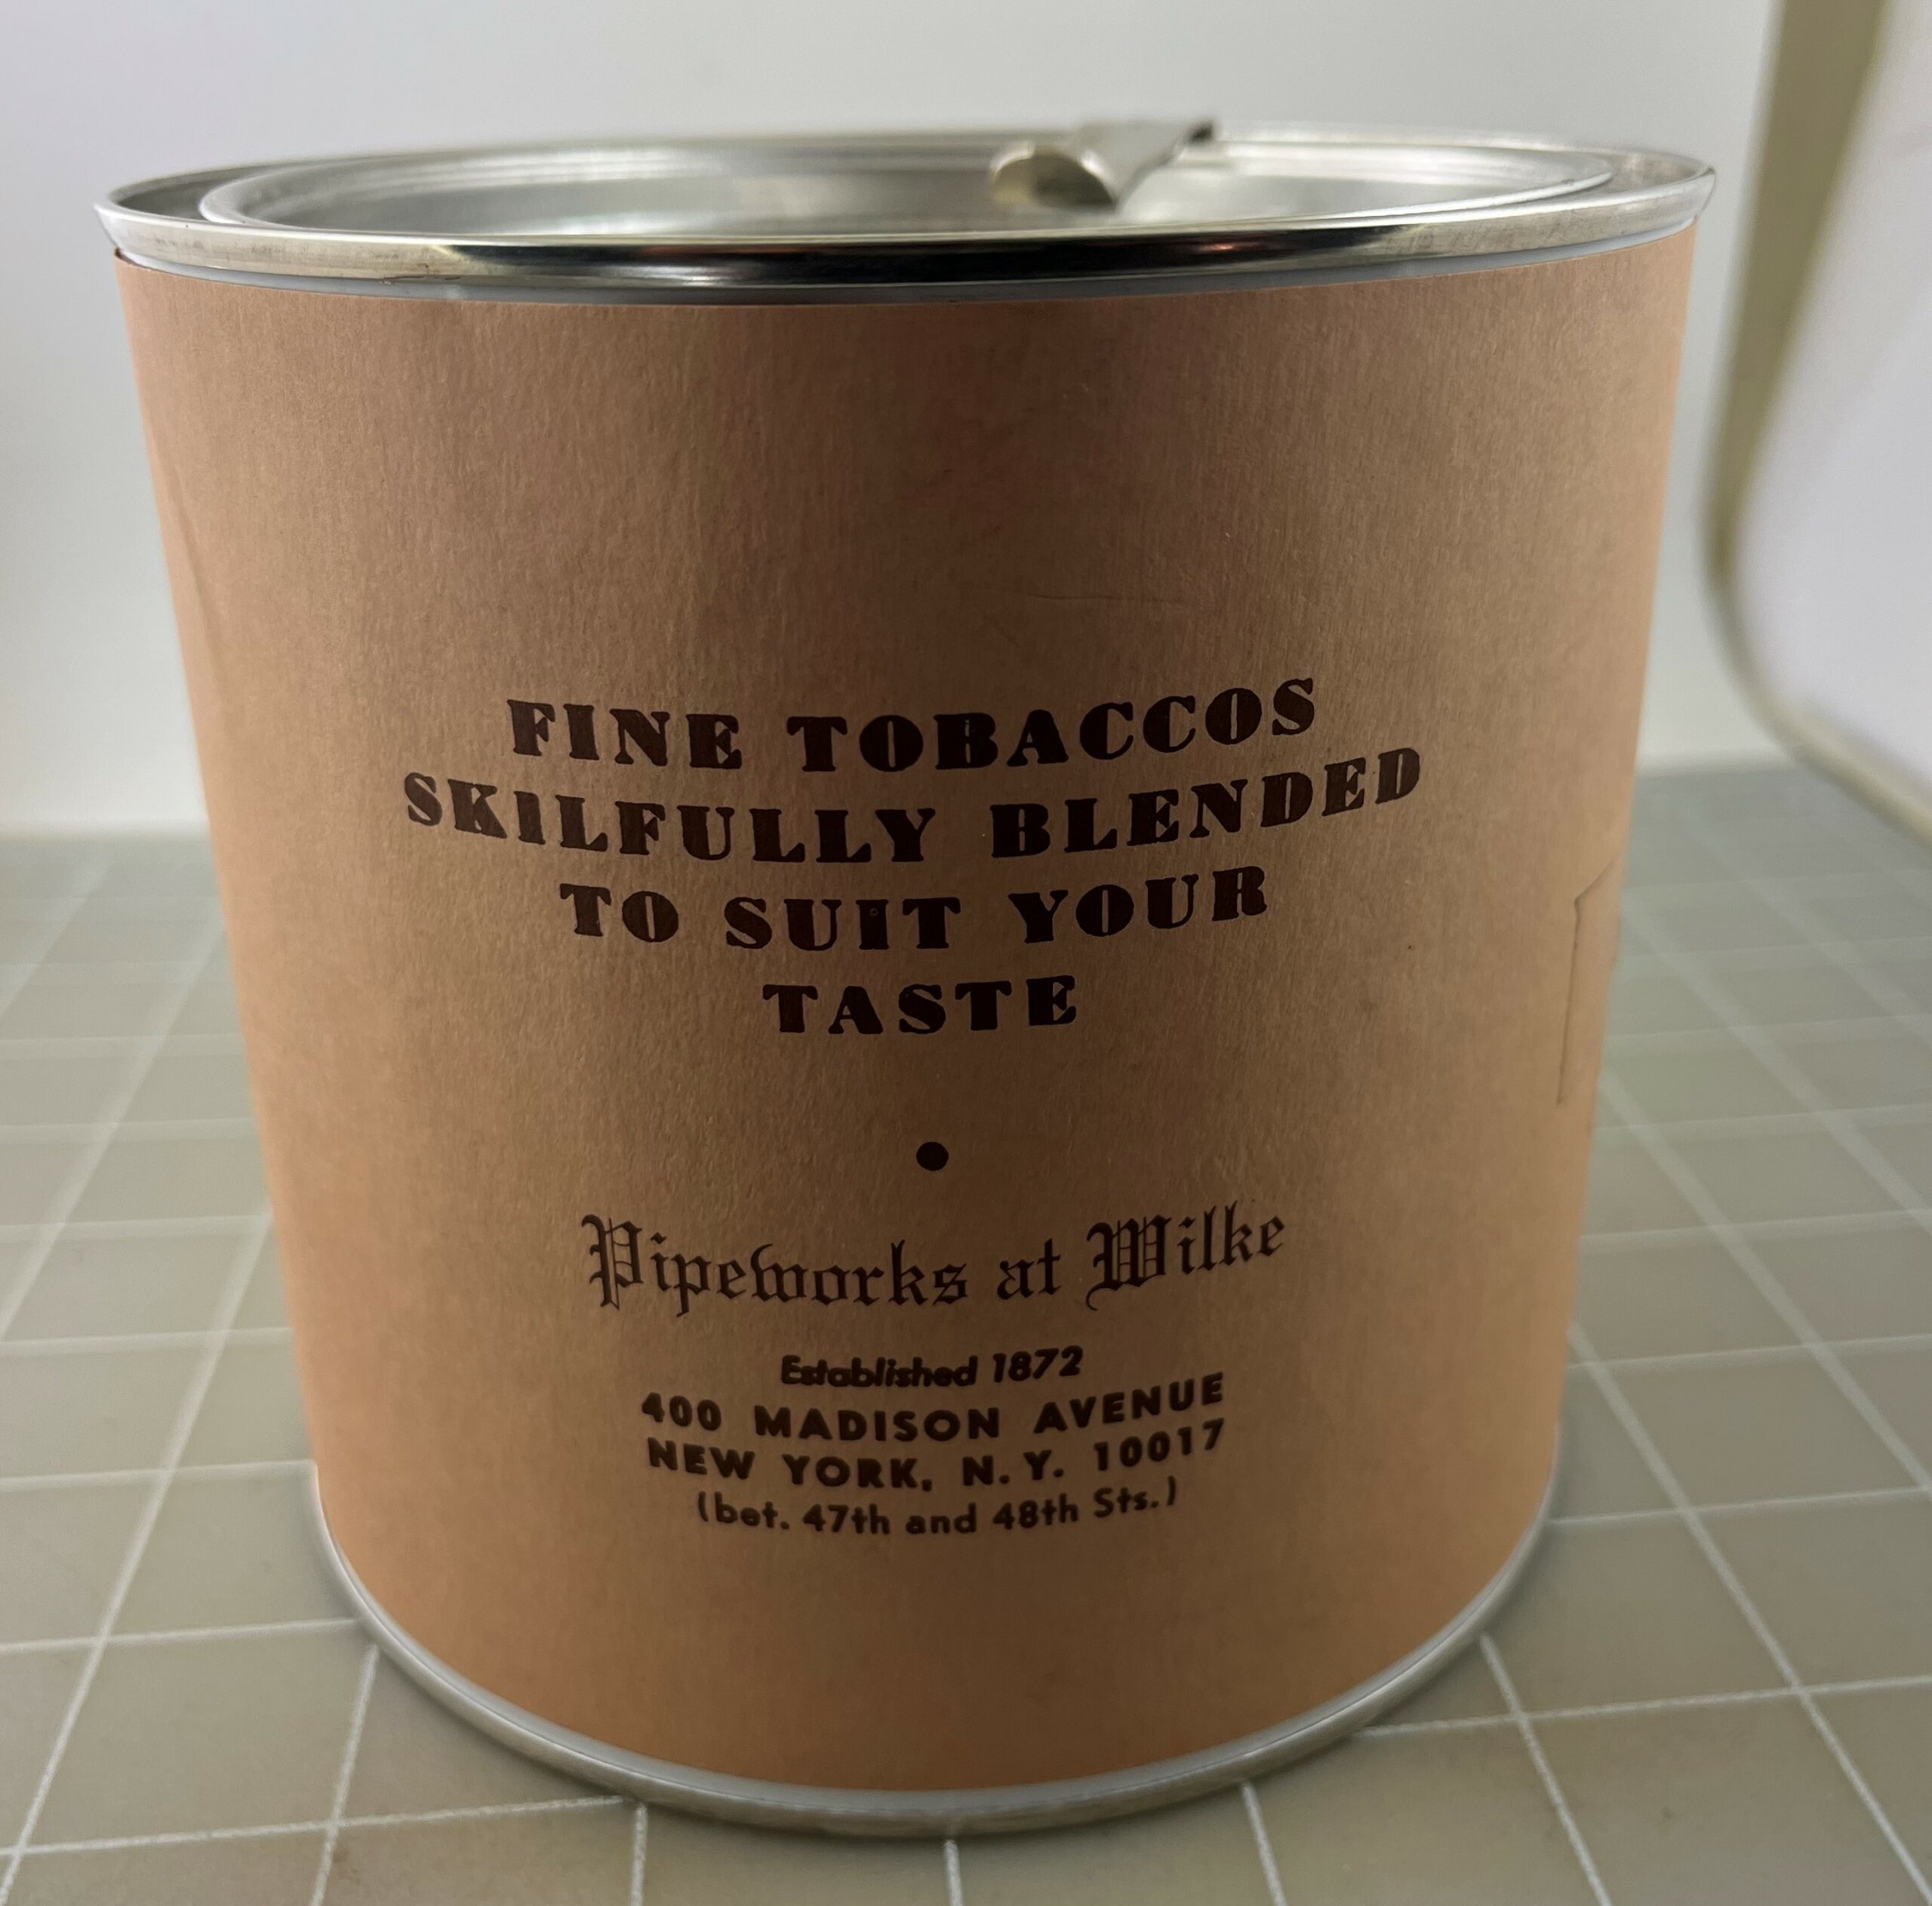 FINE TOBACCOS
SKILFULLY BLENDED
TO SUIT YOUR
TASTE
•
Pipeworks at Wilke
Established 1872
400 MADISON AVENUE
NEW YORK, N. Y. 10017
(bet. 47th and 48th Sts.)